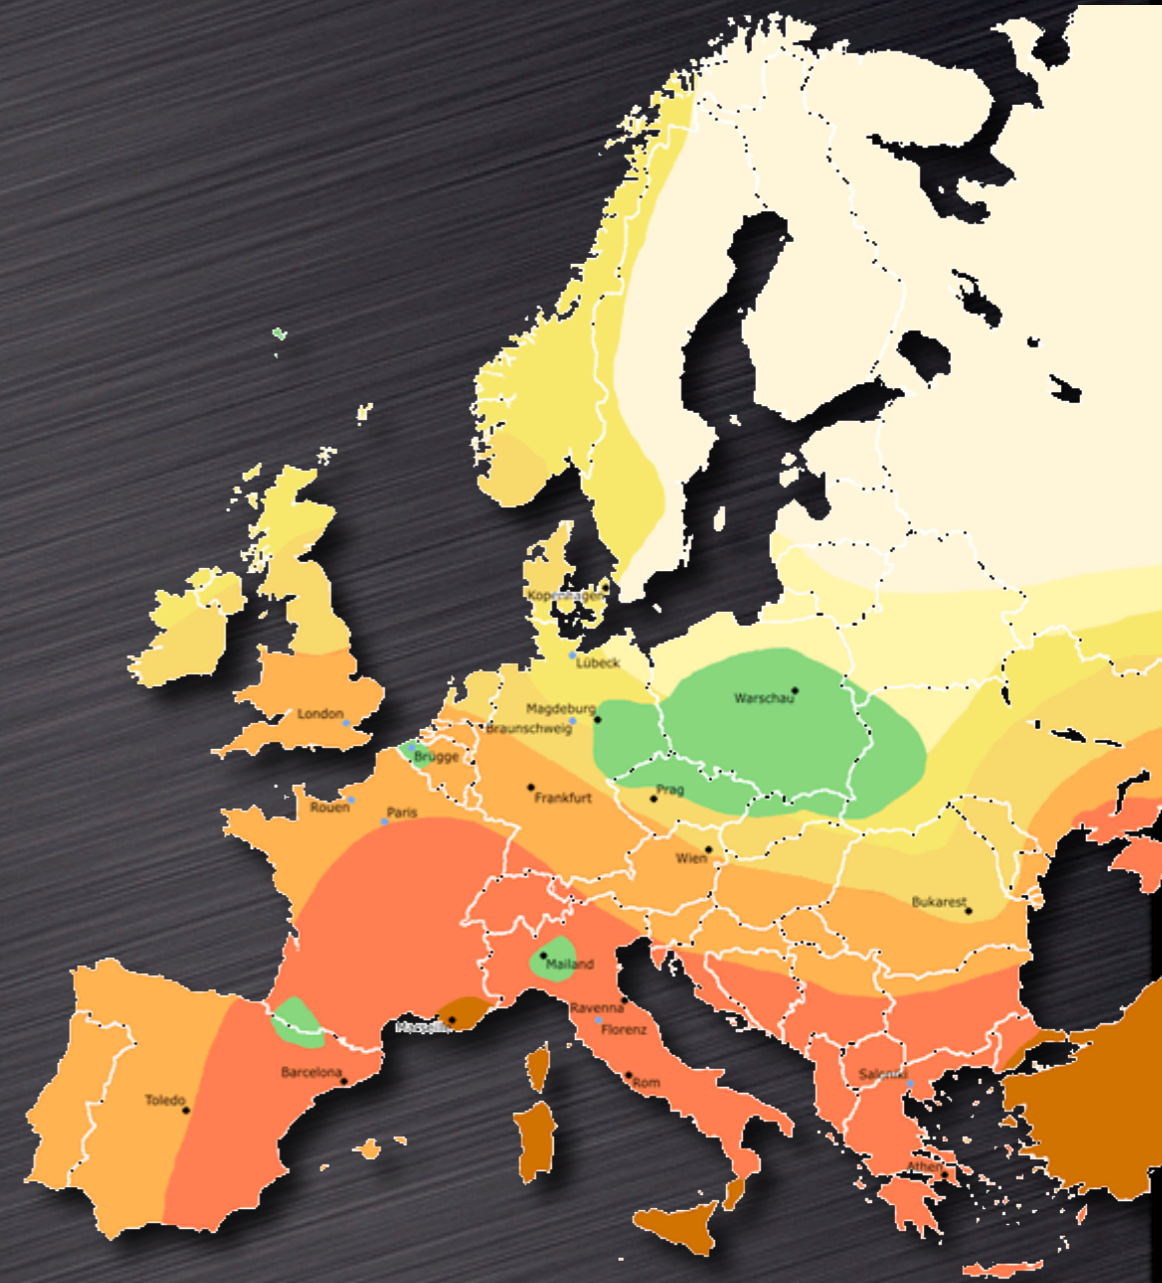 Kopenhagen
Lübeck
Warschau
Magdeburg
London
Braunschweig
Brügge
Prag
Frankfurt
Rouen
Paris
Wien
Bukarest
Mailand
Ravenna
Florenz
Barcelona
Rom
Saloniki
Toledo
Athen